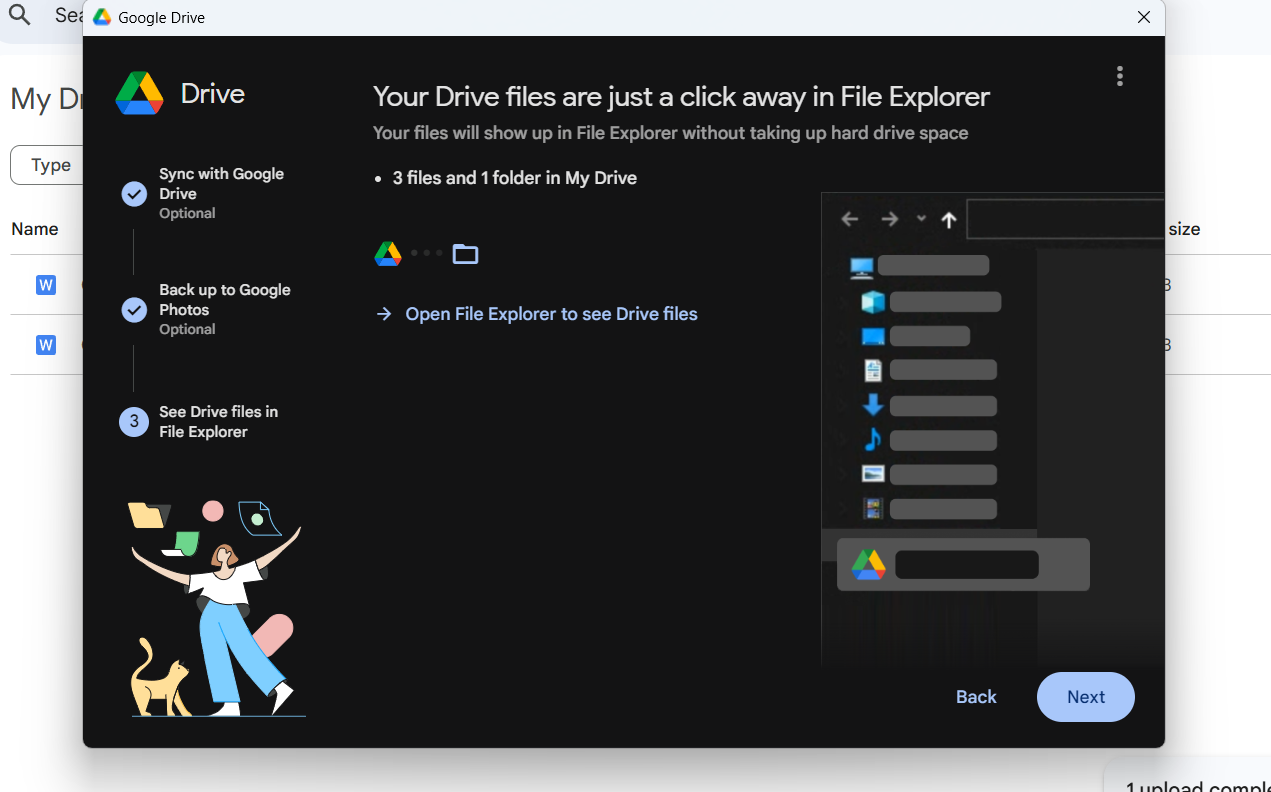 Google Drive
My
Type
Name
W
W
size
Drive
Sync with Google
Drive
Optional
Back up to Google
Photos
Optional
3
See Drive files in
File Explorer
Your Drive files are just a click away in File Explorer
Your files will show up in File Explorer without taking up hard drive space
• 3 files and 1 folder in My Drive
Open File Explorer to see Drive files
Back
Next
1 upload